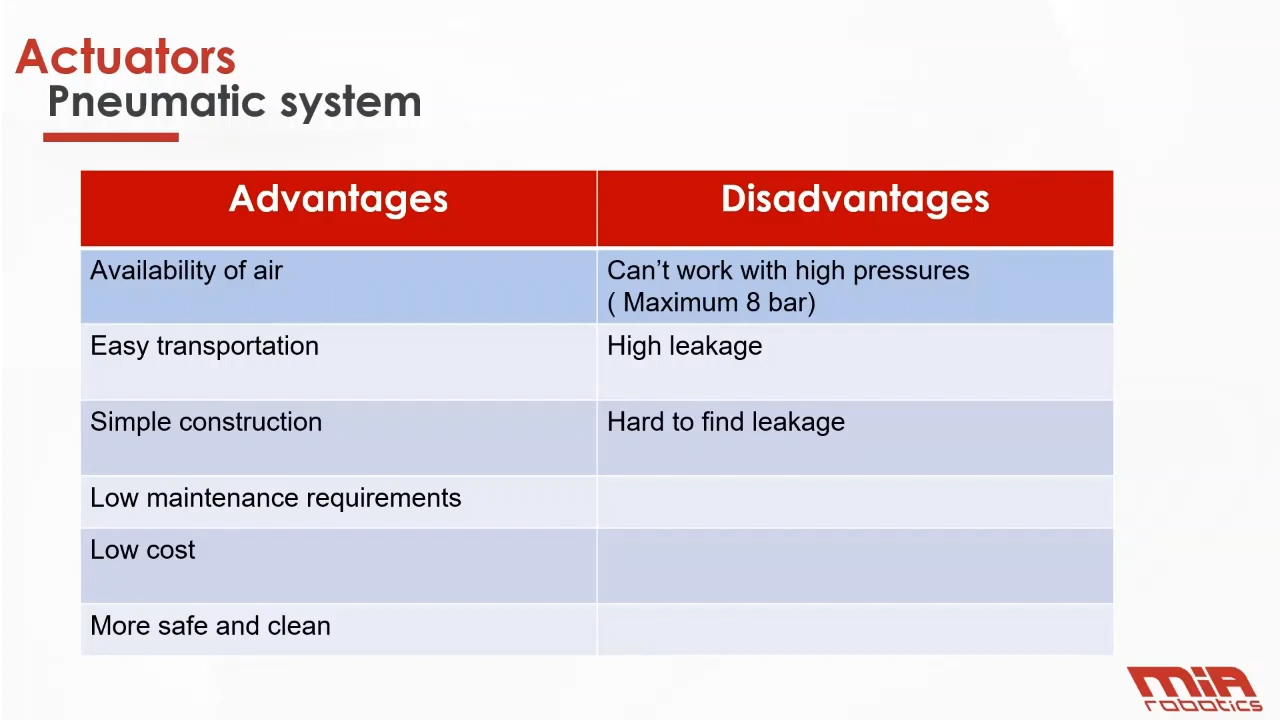 Actuators
Pneumatic system
Advantages
Disadvantages
Availability of air
Can't work with high pressures
( Maximum 8 bar)
Easy transportation
High leakage
Simple construction
Hard to find leakage
Low maintenance requirements
Low cost
More safe and clean
MiA
robotics